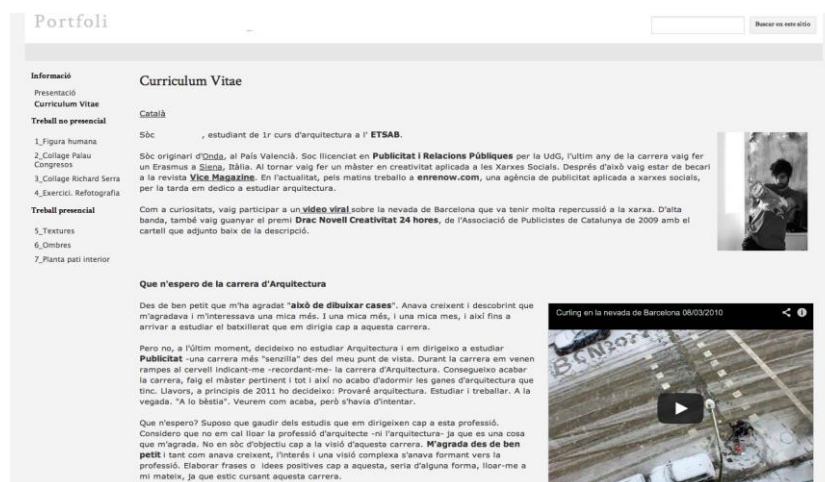 Portfoli
Buscar en este sitio
Informació
Presentació
Curriculum Vitae
Treball no presencial
1_Figura humana
2_Collage Palau
Congresos
3_Collage Richard Serra
4_Exercici. Refotografia
Treball presencial
5_Textures
6_Ombres
7_Planta pati interior
Curriculum Vitae
Català
Sòc , estudiant de 1r curs d'arquitectura a l' ETSAB.
Sòc originari d'Onda, al País Valencià. Soc llicenciat en Publicitat i Relacions Públiques per la UdG, l'ultim any de la carrera vaig fer
un Erasmus a Siena, Itàlia. Al tornar vaig fer un màster en creativitat aplicada a les Xarxes Socials. Després d'això vaig estar de becari
a la revista Vice Magazine. En l'actualitat, pels matins treballo a enrenow.com, una agència de publicitat aplicada a xarxes socials,
per la tarda em dedico a estudiar arquitectura.
Com a curiositats, vaig participar a un video viral sobre la nevada de Barcelona que va tenir molta repercussió a la xarxa. D'alta
banda, també vaig guanyar el premi Drac Novell Creativitat 24 hores, de l'Associació de Publicistes de Catalunya de 2009 amb el
cartell que adjunto baix de la descripció.
Que n'espero de la carrera d'Arquitectura
Des de ben petit que m'ha agradat "això de dibuixar cases". Anava creixent i descobrint que
m'agradava i m'interessava una mica més. I una mica més, i una mica mes, i així fins a
arrivar a estudiar el batxillerat que em dirigia cap a aquesta carrera.
Pero no, a l'últim moment, decideixo no estudiar Arquitectura i em dirigeixo a estudiar
Publicitat -una carrera més "senzilla" des del meu punt de vista. Durant la carrera em venen
rampes al cervell indicant-me -recordant-me- la carrera d'Arquitectura. Consegueixo acabar
la carrera, faig el màster pertinent i tot i així no acabo d'adormir les ganes d'arquitectura que
tinc. Llavors, a principis de 2011 ho decideixo: Provaré arquitectura. Estudiar i treballar. A la
vegada. "A lo bèstia". Veurem com acaba, però s'havia d'intentar.
Que n'espero? Suposo que gaudir dels estudis que em dirigeixen cap a esta professió.
Considero que no em cal lloar la professió d'arquitecte -ni l'arquitectura- ja que es una cosa
que m'agrada. No en sòc d'objectiu cap a la visió d'aquesta carrera. M'agrada des de ben
petit i tant com anava creixent, l'interés i una visió complexa s'anava formant vers la
professió. Elaborar frases o idees positives cap a aquesta, seria d'alguna forma, lloar-me a
mi mateix, ja que estic cursant aquesta carrera.
Curling en la nevada de Barcelona 08/03/2010